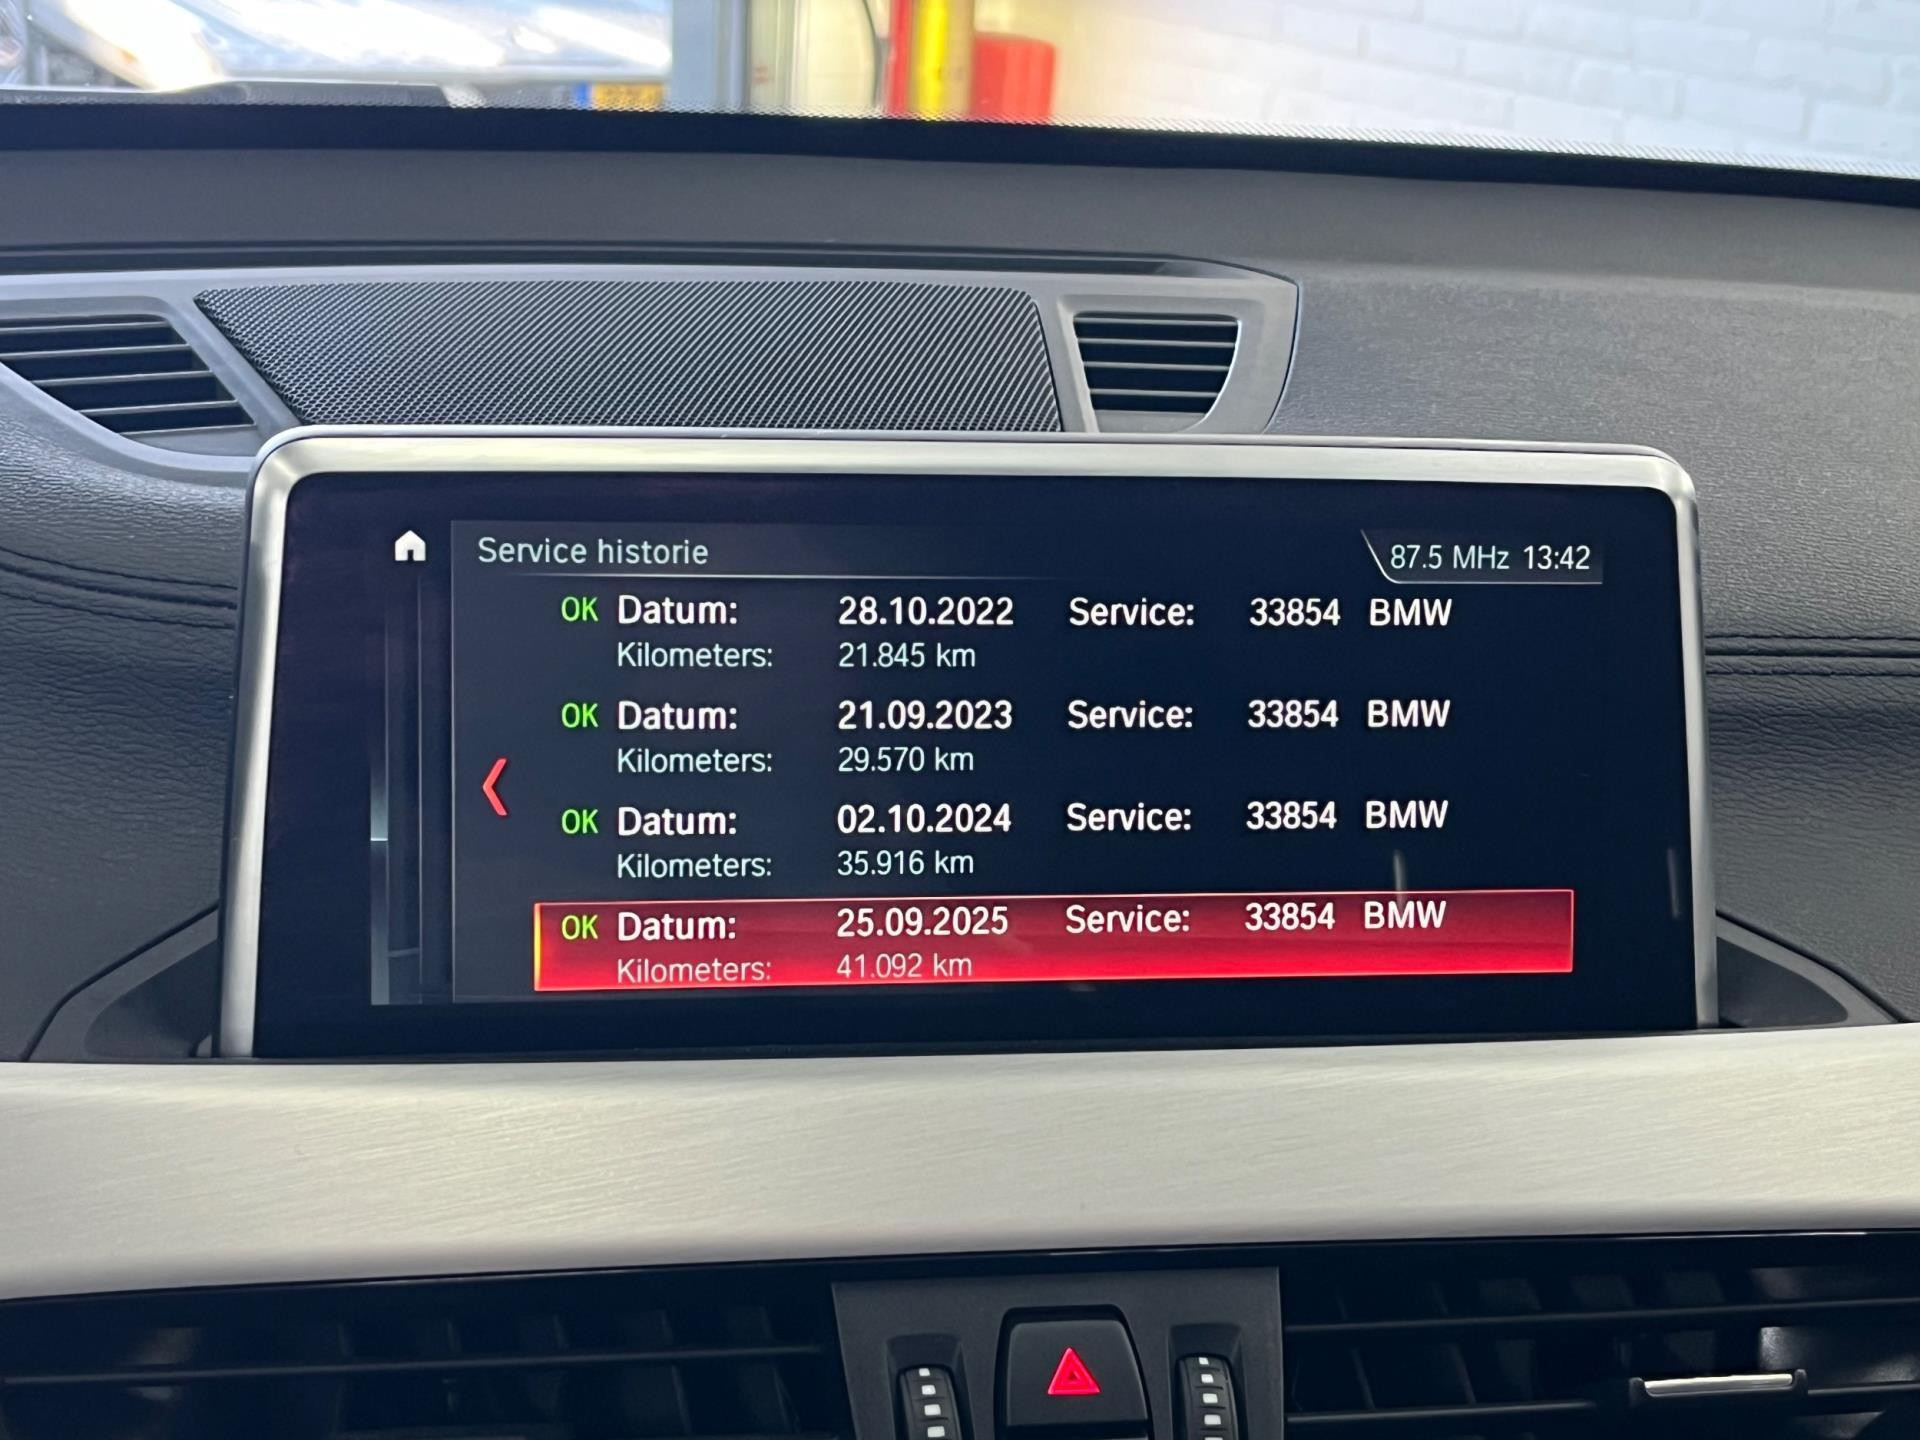 Service historie 87.5 MHz 13:42
OK Datum: 28.10.2022 Service: 33854 BMW
Kilometers: 21.845 km
OK Datum: 21.09.2023 Service: 33854 BMW
Kilometers: 29.570 km
OK Datum: 02.10.2024 Service: 33854 BMW
Kilometers: 35.916 km
OK Datum: 25.09.2025 Service: 33854 BMW
Kilometers: 41.092 km